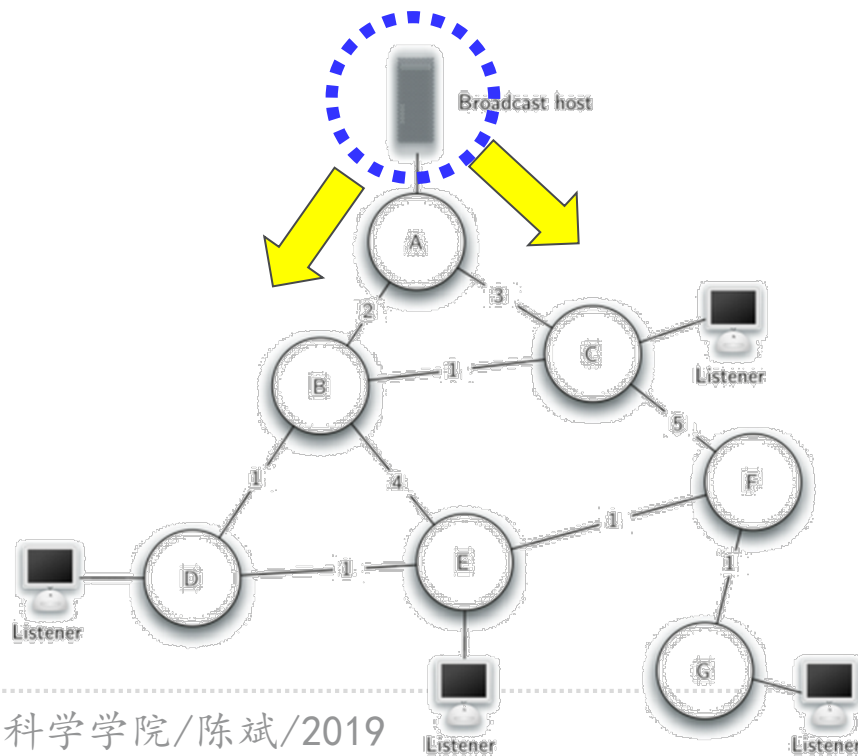 Broadcast host
A
2
3
B
1
C
Listener
5
1
4
F
D
1
E
1
1
Listener
G
Listener
Listener
科学学院/陈斌/2019